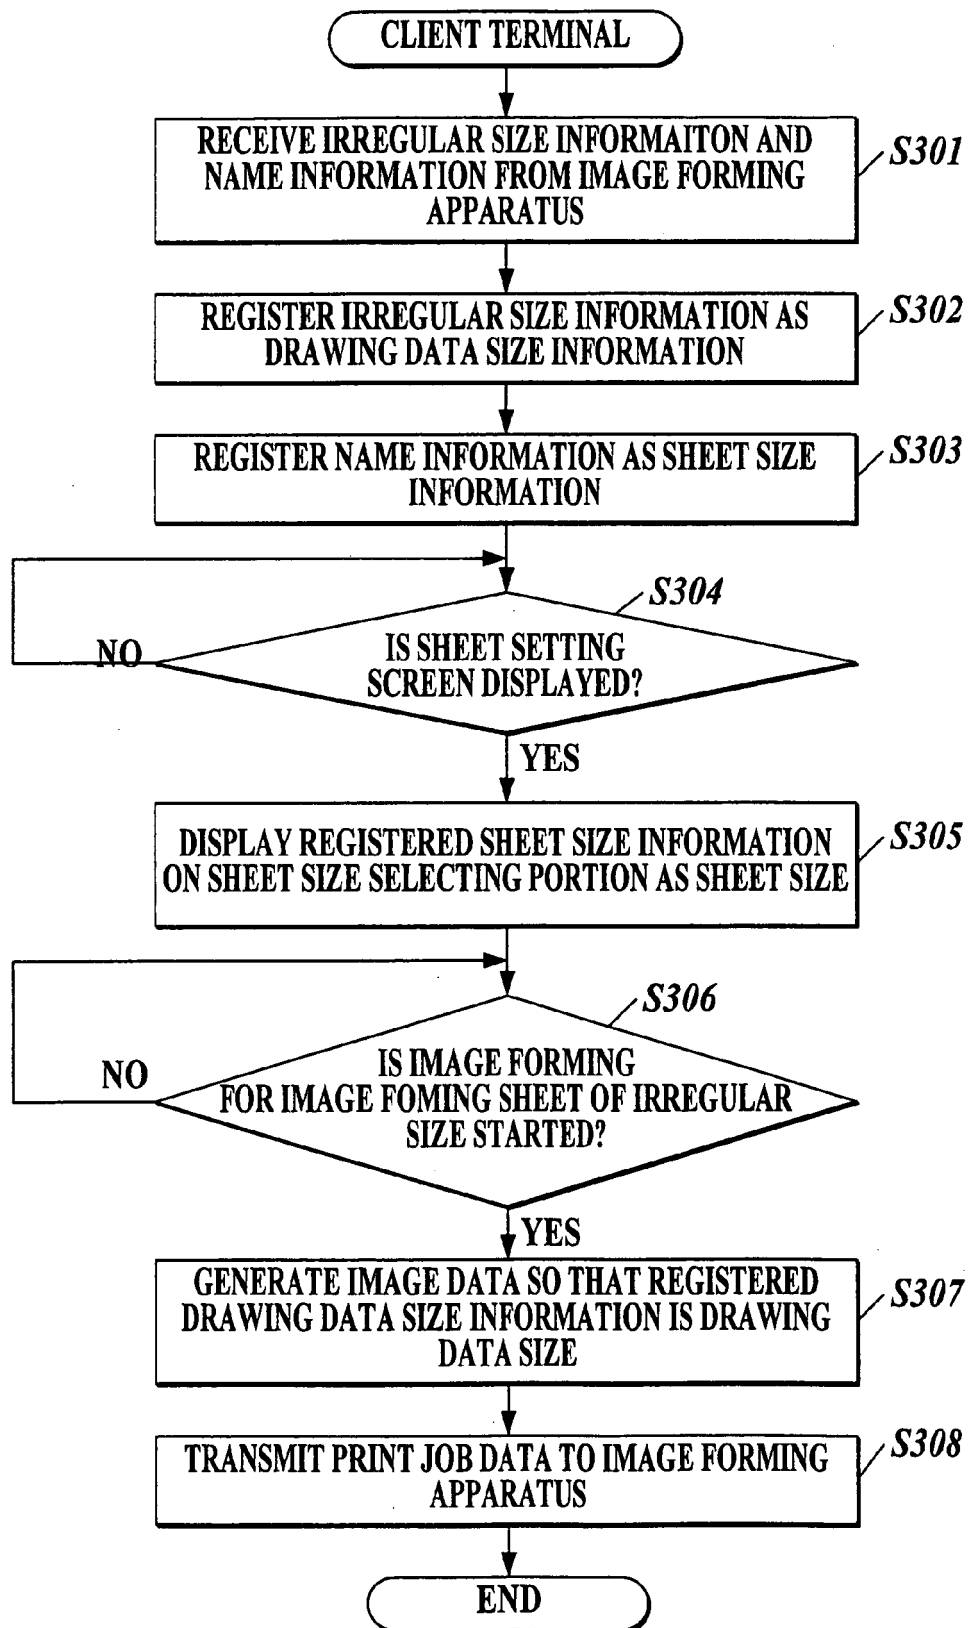 CLIENT TERMINAL
RECEIVE IRREGULAR SIZE INFORMAITON AND
NAME INFORMATION FROM IMAGE FORMING
APPARATUS
S301
REGISTER IRREGULAR SIZE INFORMATION AS
DRAWING DATA SIZE INFORMATION
S302
REGISTER NAME INFORMATION AS SHEET SIZE
INFORMATION
S303
S304
IS SHEET SETTING
SCREEN DISPLAYED?
NO
YES
DISPLAY REGISTERED SHEET SIZE INFORMATION
ON SHEET SIZE SELECTING PORTION AS SHEET SIZE
S305
S306
IS IMAGE FORMING
FOR IMAGE FOMING SHEET OF IRREGULAR
SIZE STARTED?
NO
YES
GENERATE IMAGE DATA SO THAT REGISTERED
DRAWING DATA SIZE INFORMATION IS DRAWING
DATA SIZE
S307
TRANSMIT PRINT JOB DATA TO IMAGE FORMING
APPARATUS
S308
END